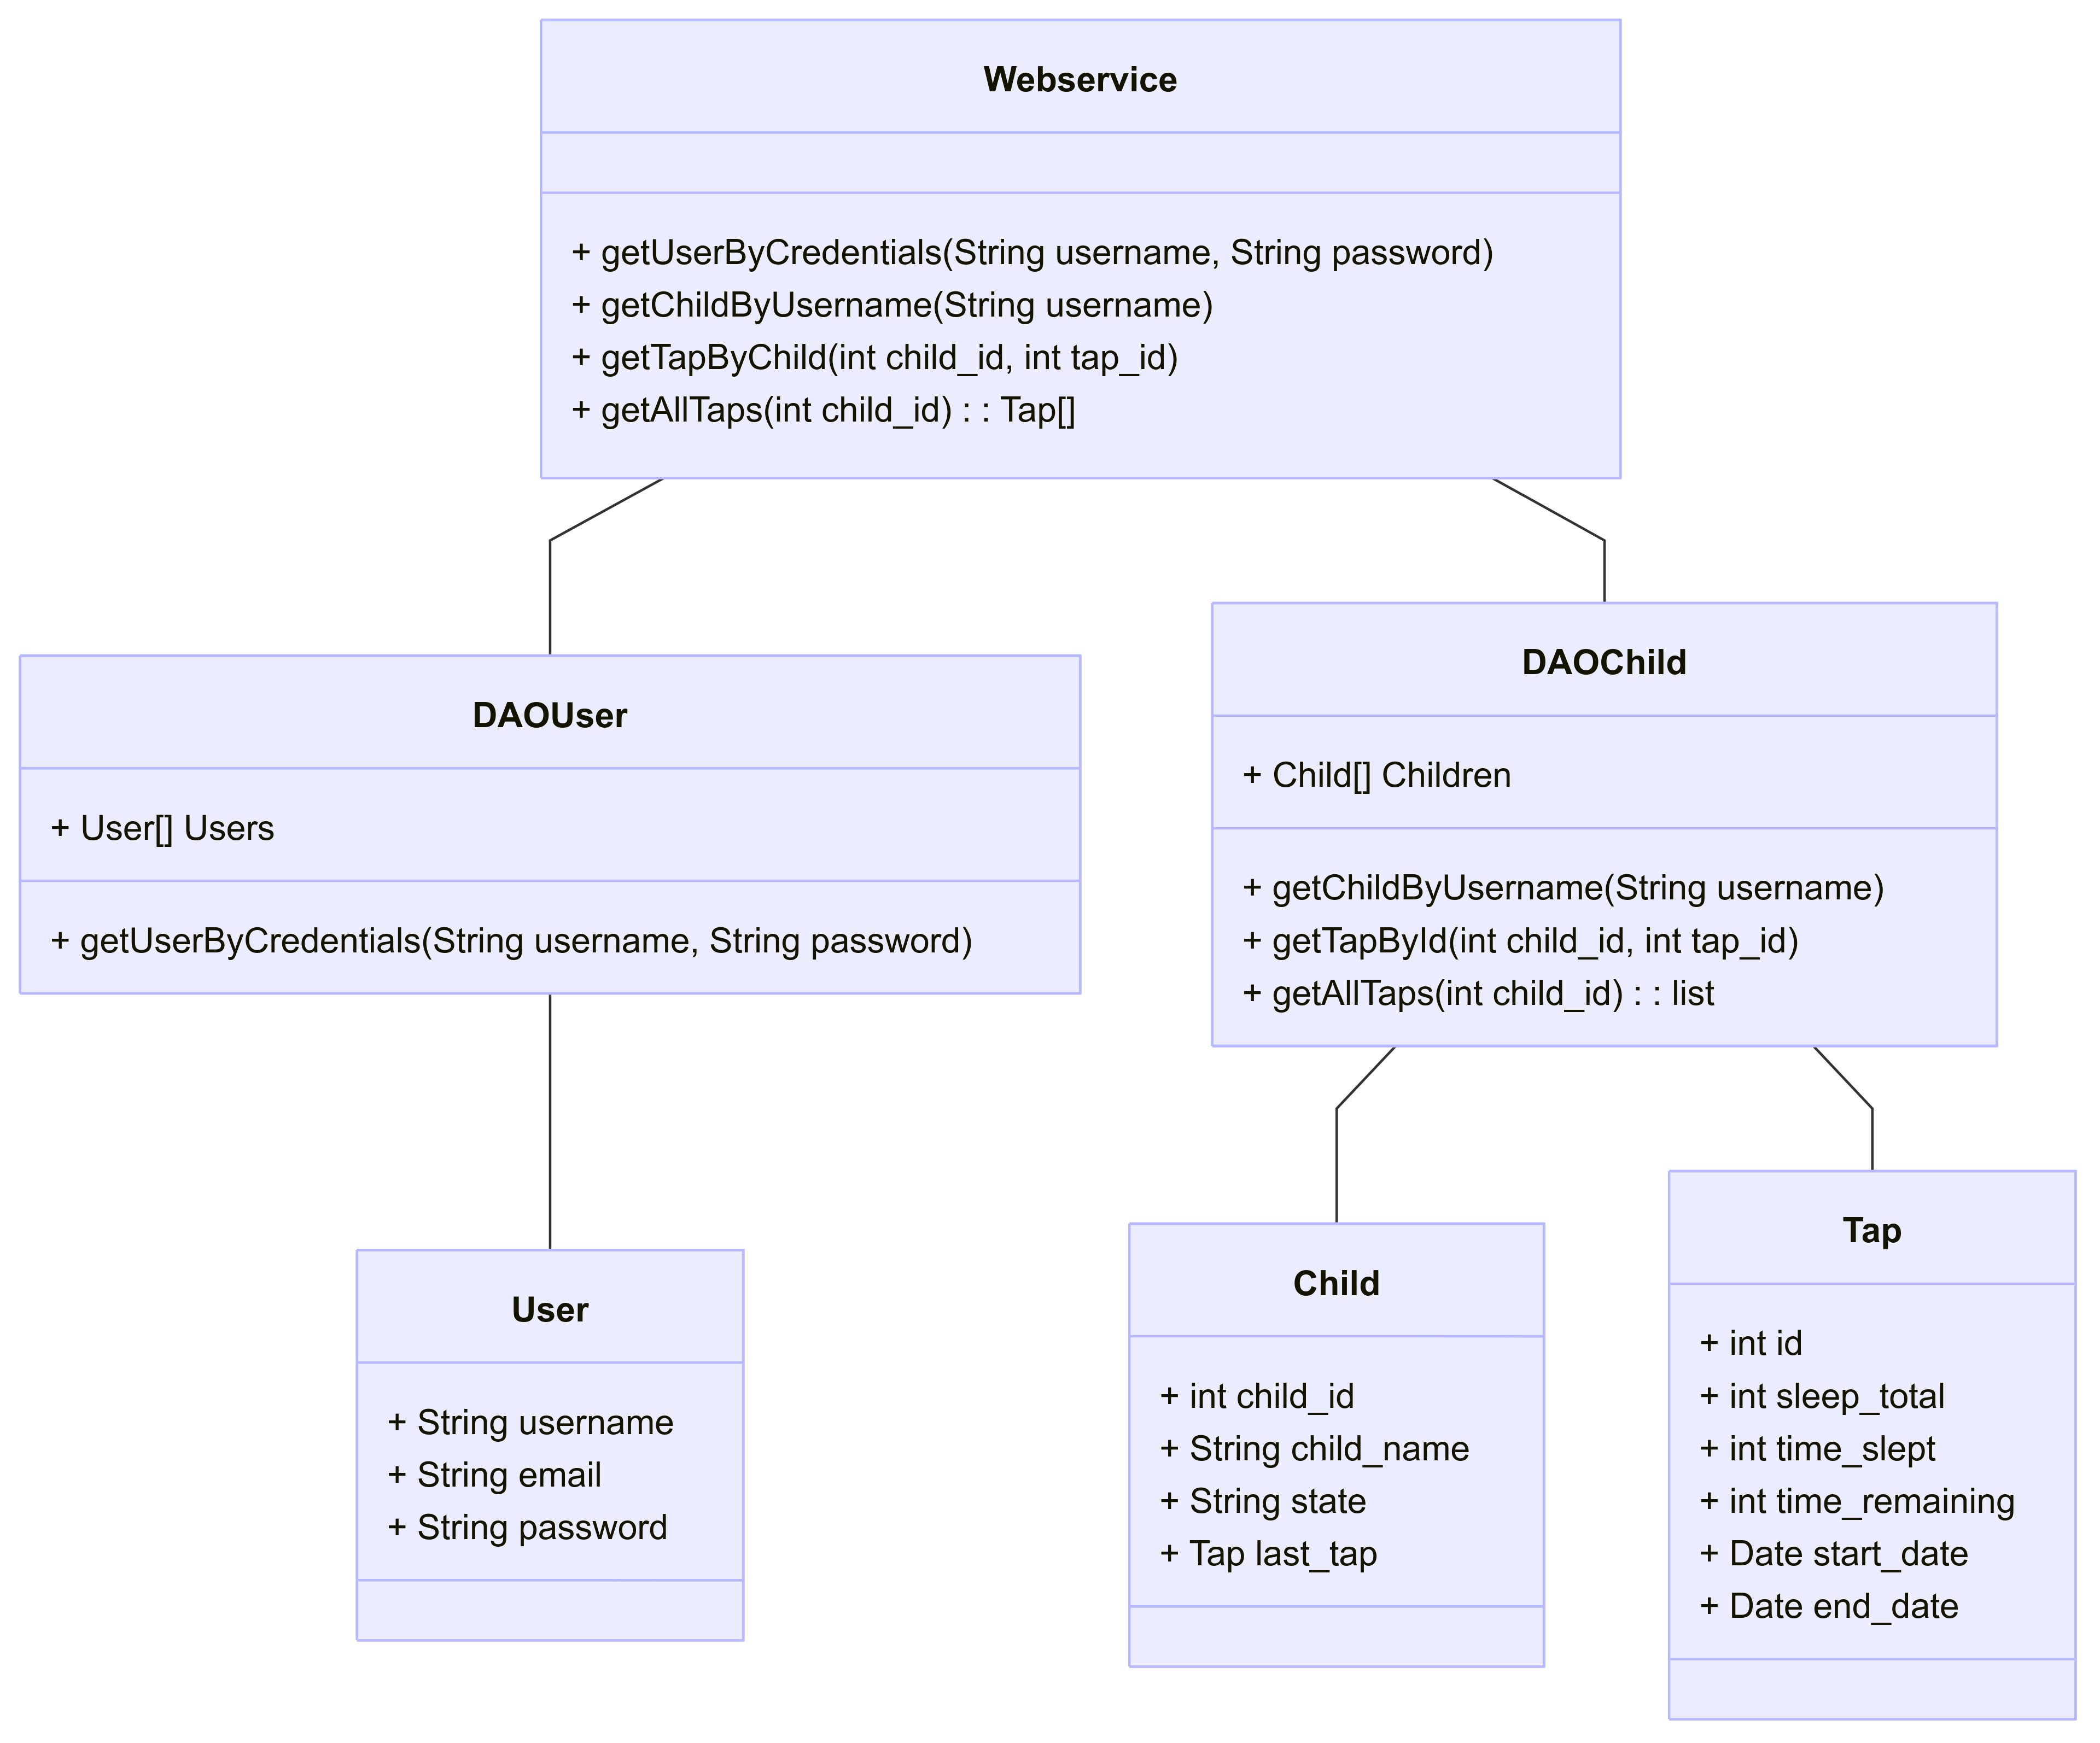 Webservice
+ getUserByCredentials(String username, String password)
+ getChildByUsername(String username)
+ getTapByChild(int child_id, int tap_id)
+ getAllTaps(int child_id) : : Tap[]
DAOUser
+ User[] Users
+ getUserByCredentials(String username, String password)
DAOChild
+ Child[] Children
+ getChildByUsername(String username)
+ getTapById(int child_id, int tap_id)
+ getAllTaps(int child_id) : : list
User
+ String username
+ String email
+ String password
Child
+ int child_id
+ String child_name
+ String state
+ Tap last_tap
Tap
+ int id
+ int sleep_total
+ int time_slept
+ int time_remaining
+ Date start_date
+ Date end_date